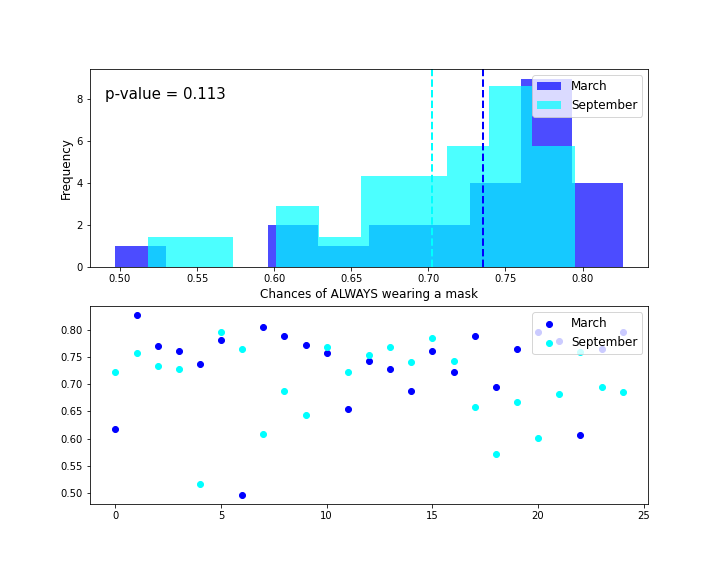 p-value = 0.113
March
September
Frequency
8
6
4
2
0
0.50 0.55 0.60 0.65 0.70 0.75 0.80
Chances of ALWAYS wearing a mask
March
September
0.80
0.75
0.70
0.65
0.60
0.55
0.50
0 5 10 15 20 25